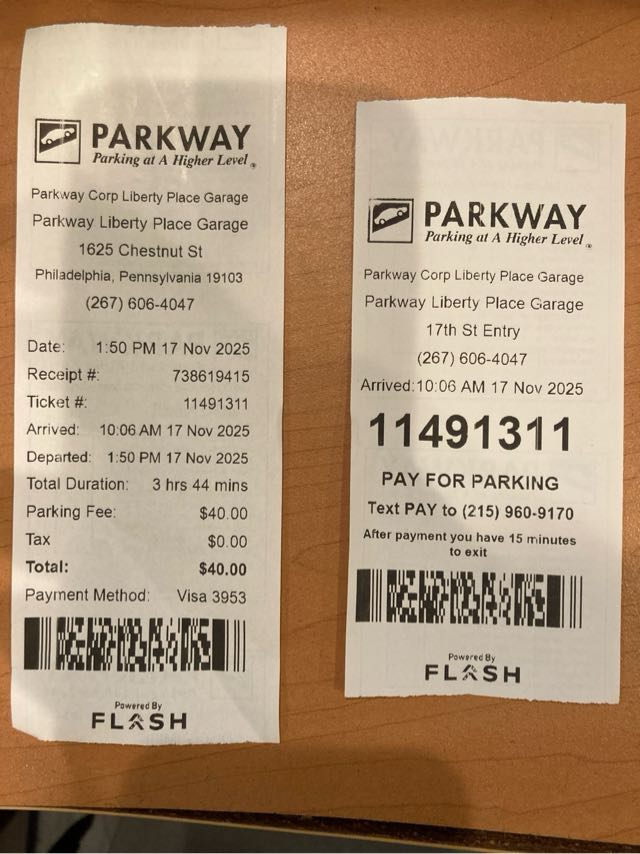 PARKWAY
Parking at A Higher Level®
Parkway Corp Liberty Place Garage
Parkway Liberty Place Garage
1625 Chestnut St
Philadelphia, Pennsylvania 19103
(267) 606-4047
Date: 1:50 PM 17 Nov 2025
Receipt #: 738619415
Ticket #: 11491311
Arrived: 10:06 AM 17 Nov 2025
Departed: 1:50 PM 17 Nov 2025
Total Duration: 3 hrs 44 mins
Parking Fee: $40.00
Tax $0.00
Total: $40.00
Payment Method: Visa 3953
Powered By
FLASH
PARKWAY
Parking at A Higher Level®
Parkway Corp Liberty Place Garage
Parkway Liberty Place Garage
17th St Entry
(267) 606-4047
Arrived:10:06 AM 17 Nov 2025
11491311
PAY FOR PARKING
Text PAY to (215) 960-9170
After payment you have 15 minutes
to exit
Powered By
FLASH